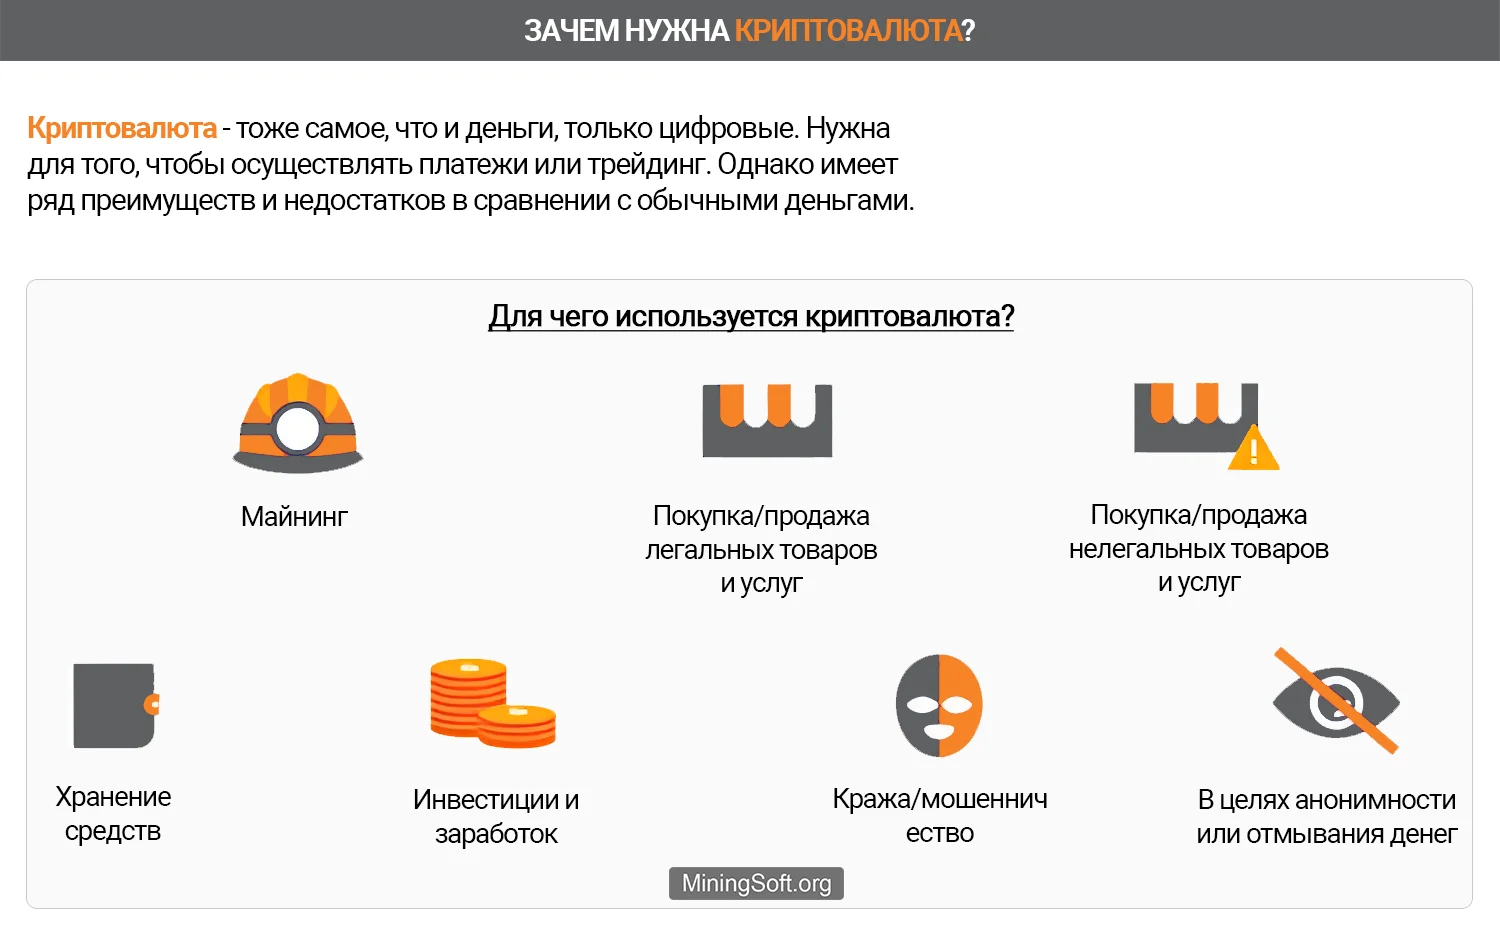 ЗАЧЕМ НУЖНА КРИПТОВАЛЮТА?
Криптовалюта - тоже самое, что и деньги, только цифровые. Нужна
для того, чтобы осуществлять платежи или трейдинг. Однако имеет
ряд преимуществ и недостатков в сравнении с обычными деньгами.
Для чего используется криптовалюта?
Майнинг
Покупка/продажа
легальных товаров
и услуг
Покупка/продажа
нелегальных товаров
и услуг
Хранение
средств
Инвестиции и
заработок
Кража/мошеннич
ество
В целях анонимности
или отмывания денег
MiningSoft.org